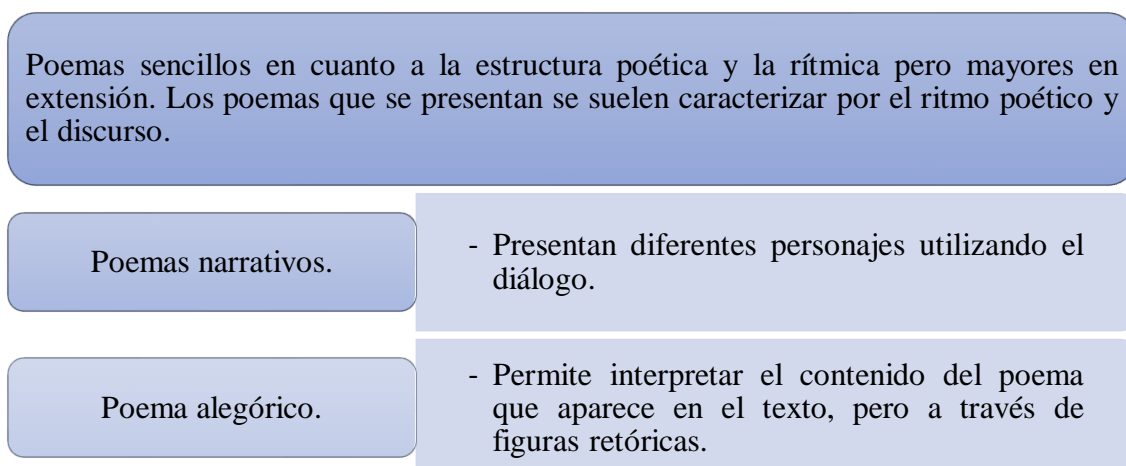 Poemas sencillos en cuanto a la estructura poética y la rítmica pero mayores en
extensión. Los poemas que se presentan se suelen caracterizar por el ritmo poético y
el discurso.
Poemas narrativos.
- Presentan diferentes personajes utilizando el
diálogo.
Poema alegórico.
- Permite interpretar el contenido del poema
que aparece en el texto, pero a través de
figuras retóricas.